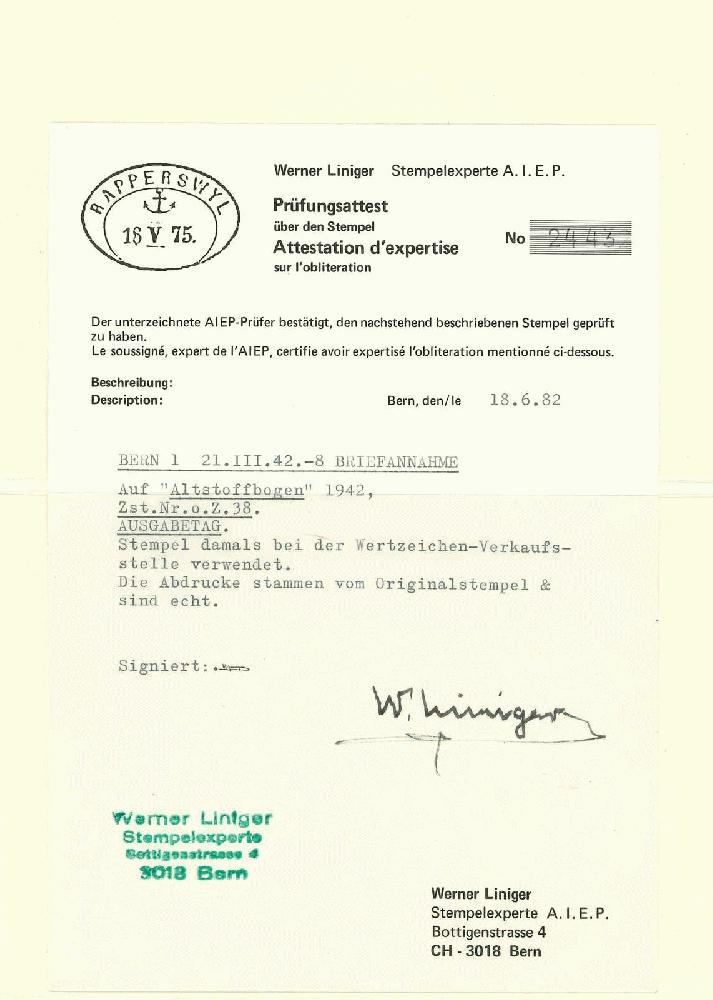 RAPPERSWYL
18 V 75.
Werner Liniger Stempelexperte A.I.E.P.
Prüfungsattest
über den Stempel
Attestation d'expertise
sur l'obliteration
No 2443
Der unterzeichnete AIEP-Prüfer bestätigt, den nachstehend beschriebenen Stempel geprüft
zu haben.
Le soussigné, expert de l'AIEP, certifie avoir expertisé l'obliteration mentionné ci-dessous.
Beschreibung:
Description:
Bern, den/le 18.6.82
BERN 1 21.III.42.-8 BRIEFANNAHME
Auf "Altstoffbogen" 1942,
Zst.Nr.o.Z.38.
AUSGABETAG.
Stempel damals bei der Wertzeichen-Verkaufs-
stelle verwendet.
Die Abdrucke stammen vom Originalstempel &
sind echt.
Signiert:
W. Liniger
Werner Liniger
Stempelexperte
Bottigenstrasse 4
3018 Bern
Werner Liniger
Stempelexperte A.I.E.P.
Bottigenstrasse 4
CH - 3018 Bern